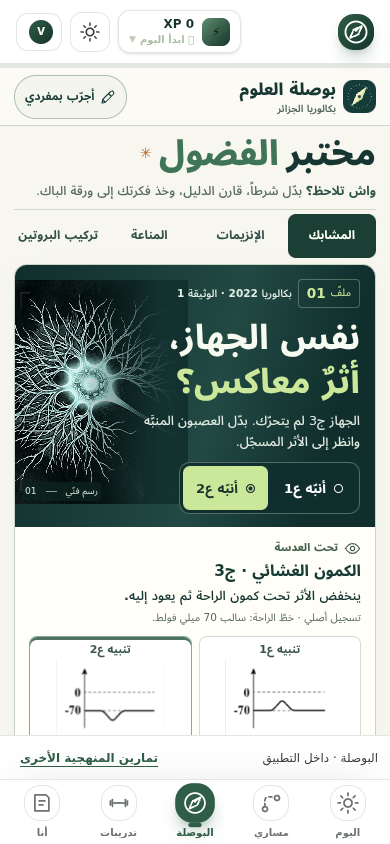 XP 0
ابدأ اليوم ▼
V
بوصلة العلوم
بكالوريا الجزائر
أجرّب بمفردي
مختبر الفضول
واش تلاحظ؟ بدّل شرطاً، قارن الدليل، وخذ فكرتك إلى ورقة الباك.
المشابك
الإنزيمات
المناعة
تركيب البروتين
ملفّ 01
بكالوريا 2022 · الوثيقة 1
نفس الجهاز،
أثرٌ معاكس؟
الجهاز ج3 لم يتحرّك. بدّل العصبون المنبَّه
وانظر إلى الأثر المسجّل.
أنبّه ع1
أنبّه ع2
رسم فنّي — 01
تحت العدسة
الكمون الغشائي · ج3
ينخفض الأثر تحت كمون الراحة ثم يعود إليه.
تسجيل أصلي · خطّ الراحة: سالب 70 ميلي فولط.
تنبيه ع1
0
-70
تنبيه ع2
0
-70
البوصلة · داخل التطبيق
تمارين المنهجية الأخرى
اليوم
مساري
البوصلة
تدريبات
أنا